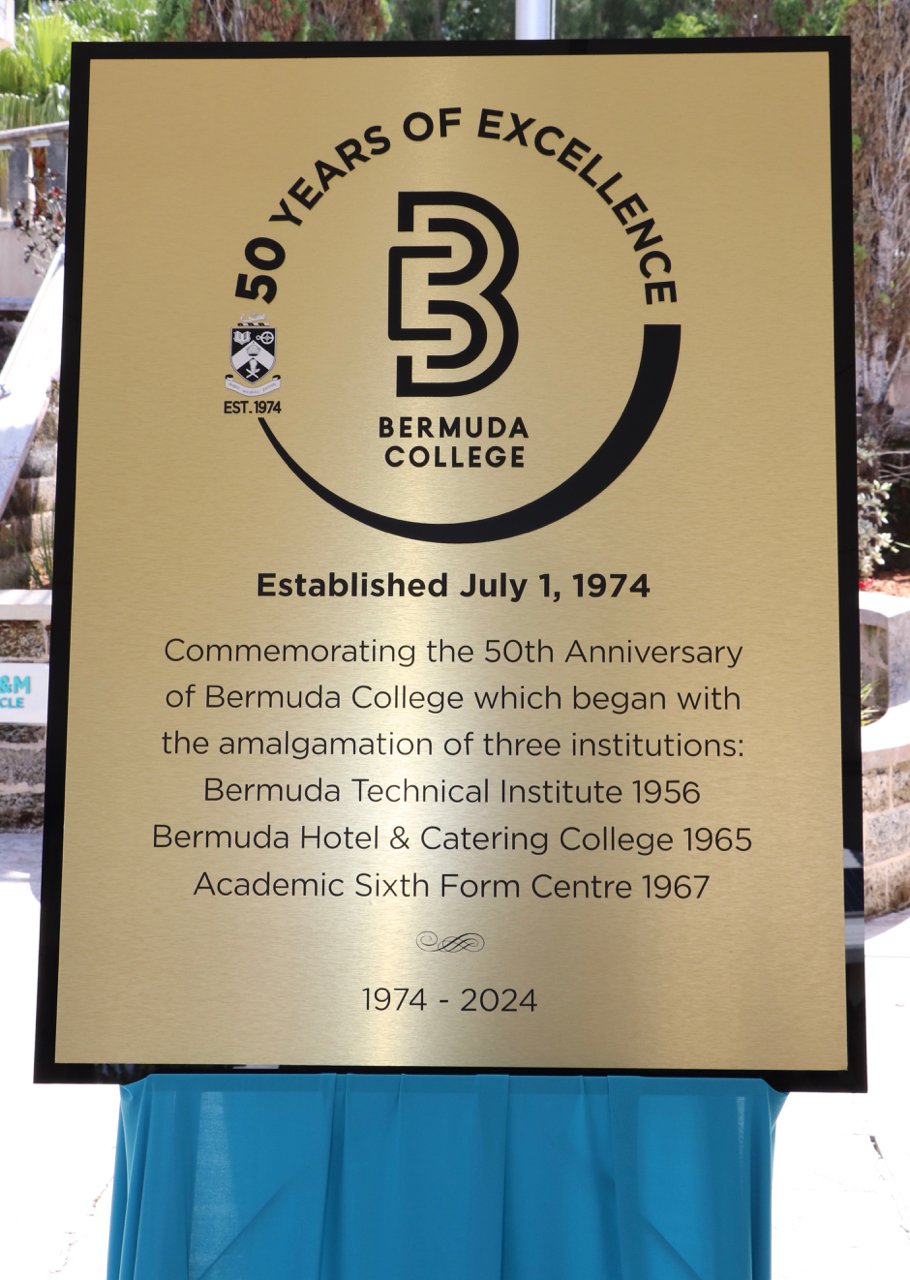 50 YEARS OF EXCELLENCE
EST. 1974
BERMUDA
COLLEGE
Established July 1, 1974
Commemorating the 50th Anniversary
of Bermuda College which began with
the amalgamation of three institutions:
Bermuda Technical Institute 1956
Bermuda Hotel & Catering College 1965
Academic Sixth Form Centre 1967
1974 - 2024
&M
CLE